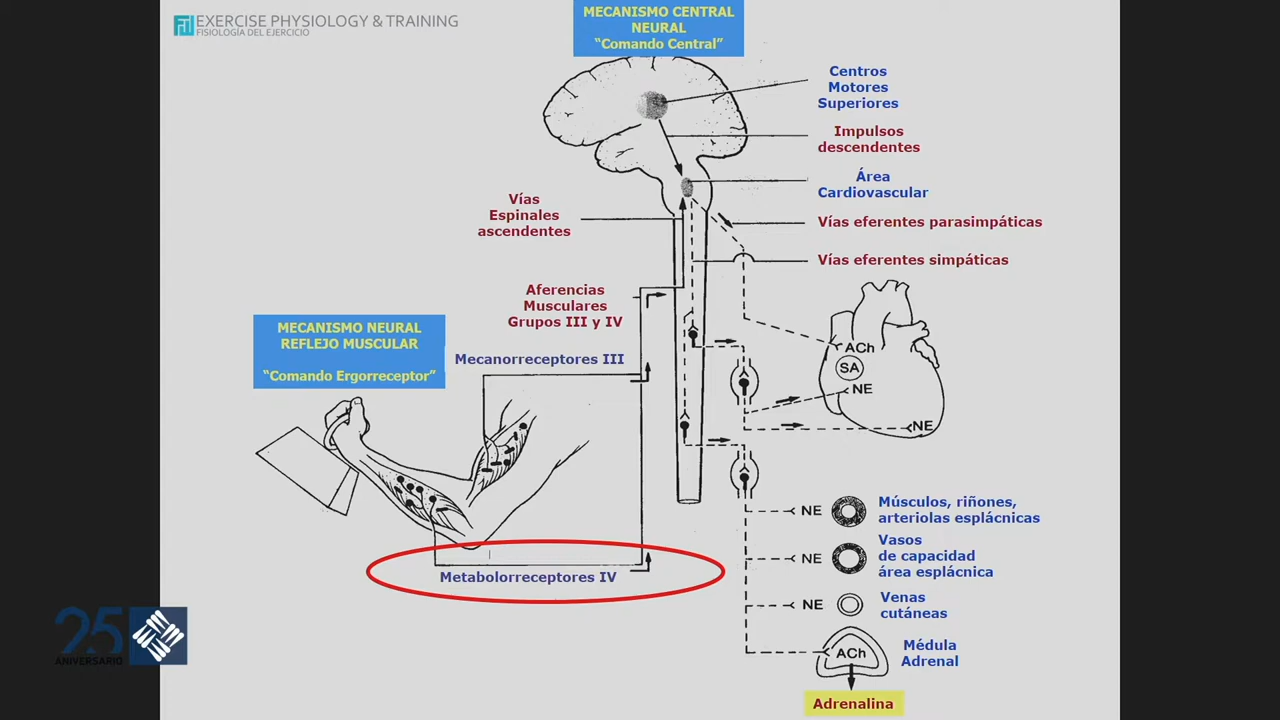 EXERCISE PHYSIOLOGY & TRAINING
FISIOLOGÍA DEL EJERCICIO
MECANISMO CENTRAL
NEURAL
“Comando Central”
Centros
Motores
Superiores
Impulsos
descendentes
Área
Cardiovascular
Vías
Espinales
ascendentes
Vías eferentes parasimpáticas
Vías eferentes simpáticas
Aferencias
Musculares
Grupos III y IV
MECANISMO NEURAL
REFLEJO MUSCULAR
“Comando Ergorreceptor”
Mecanorreceptores III
ACh
SA
NE
NE
Metabolorreceptores IV
NE
Músculos, riñones,
arteriolas esplácnicas
NE
Vasos
de capacidad
área esplácnica
NE
Venas
cutáneas
ACh
Médula
Adrenal
Adrenalina
25
ANIVERSARIO